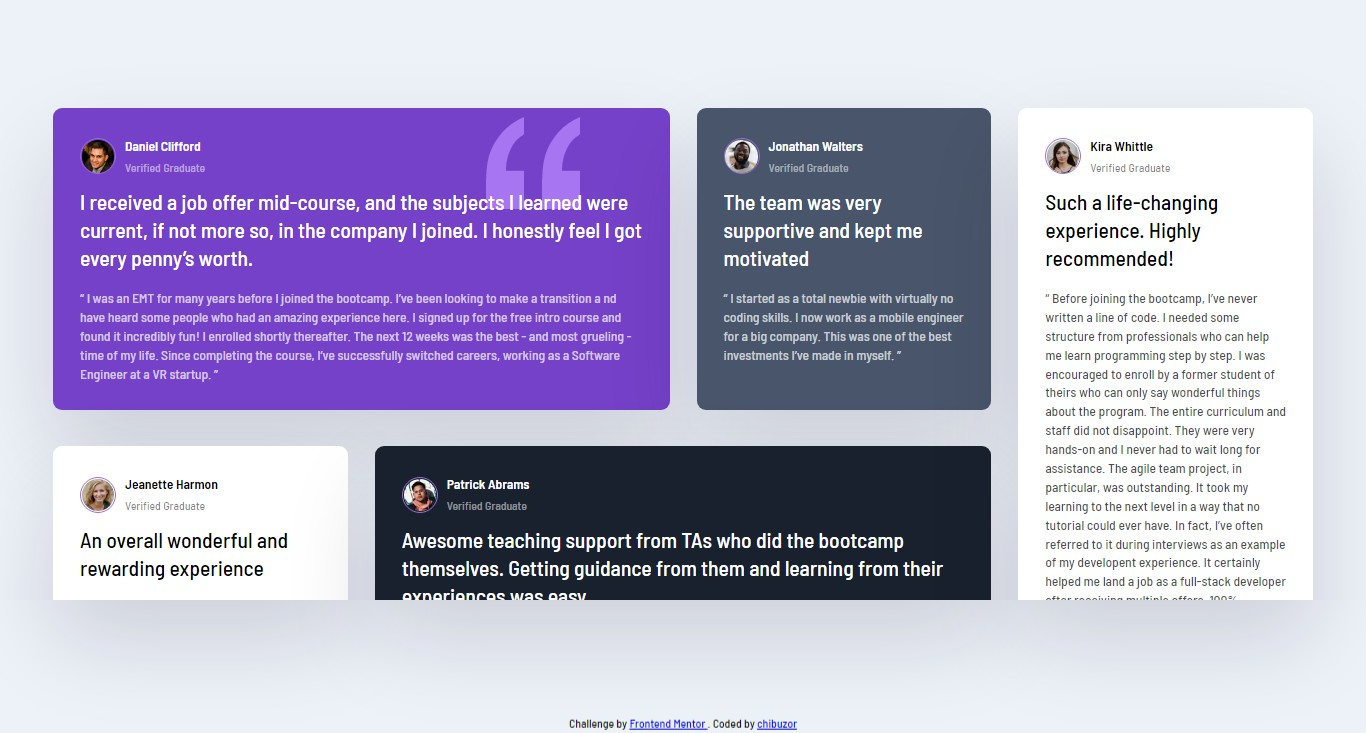 Daniel Clifford
Verified Graduate
I received a job offer mid-course, and the subjects I learned were
current, if not more so, in the company I joined. I honestly feel I got
every penny’s worth.
“ I was an EMT for many years before I joined the bootcamp. I’ve been looking to make a transition a nd
have heard some people who had an amazing experience here. I signed up for the free intro course and
found it incredibly fun! I enrolled shortly thereafter. The next 12 weeks was the best - and most grueling -
time of my life. Since completing the course, I’ve successfully switched careers, working as a Software
Engineer at a VR startup. ”
Jonathan Walters
Verified Graduate
The team was very
supportive and kept me
motivated
“ I started as a total newbie with virtually no
coding skills. I now work as a mobile engineer
for a big company. This was one of the best
investments I’ve made in myself. ”
Kira Whittle
Verified Graduate
Such a life-changing
experience. Highly
recommended!
“ Before joining the bootcamp, I’ve never
written a line of code. I needed some
structure from professionals who can help
me learn programming step by step. I was
encouraged to enroll by a former student of
theirs who can only say wonderful things
about the program. The entire curriculum and
staff did not disappoint. They were very
hands-on and I never had to wait long for
assistance. The agile team project, in
particular, was outstanding. It took my
learning to the next level in a way that no
tutorial could ever have. In fact, I’ve often
referred to it during interviews as an example
of my developent experience. It certainly
helped me land a job as a full-stack developer
after receiving multiple offers. 100%
Jeanette Harmon
Verified Graduate
An overall wonderful and
rewarding experience
Patrick Abrams
Verified Graduate
Awesome teaching support from TAs who did the bootcamp
themselves. Getting guidance from them and learning from their
experiences was easy.
Challenge by Frontend Mentor . Coded by chibuzor